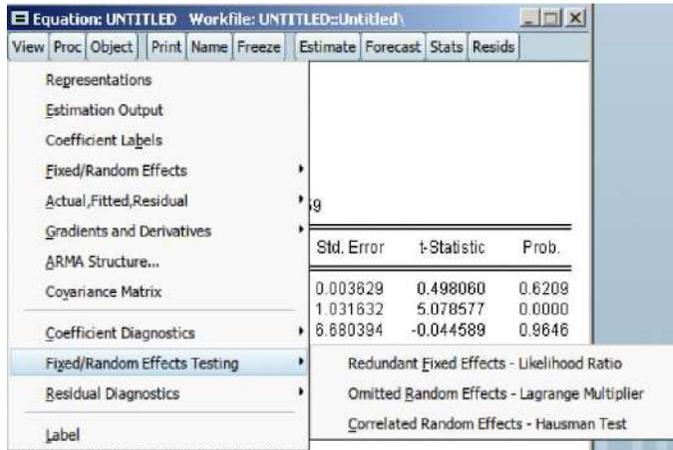 Equation: UNTITLED Workfile: UNTITLED::Untitled\
View Proc Object Print Name Freeze Estimate Forecast Stats Resids
Representations
Estimation Output
Coefficient Labels
Fixed/Random Effects
Actual,Fitted,Residual
Gradients and Derivatives
ARMA Structure...
Covariance Matrix
Coefficient Diagnostics
Fixed/Random Effects Testing
Residual Diagnostics
Label
Std. Error t-Statistic Prob.
0.003629 0.498060 0.6209
1.031632 5.078577 0.0000
6.680394 -0.044589 0.9646
Redundant Fixed Effects - Likelihood Ratio
Omitted Random Effects - Lagrange Multiplier
Correlated Random Effects - Hausman Test